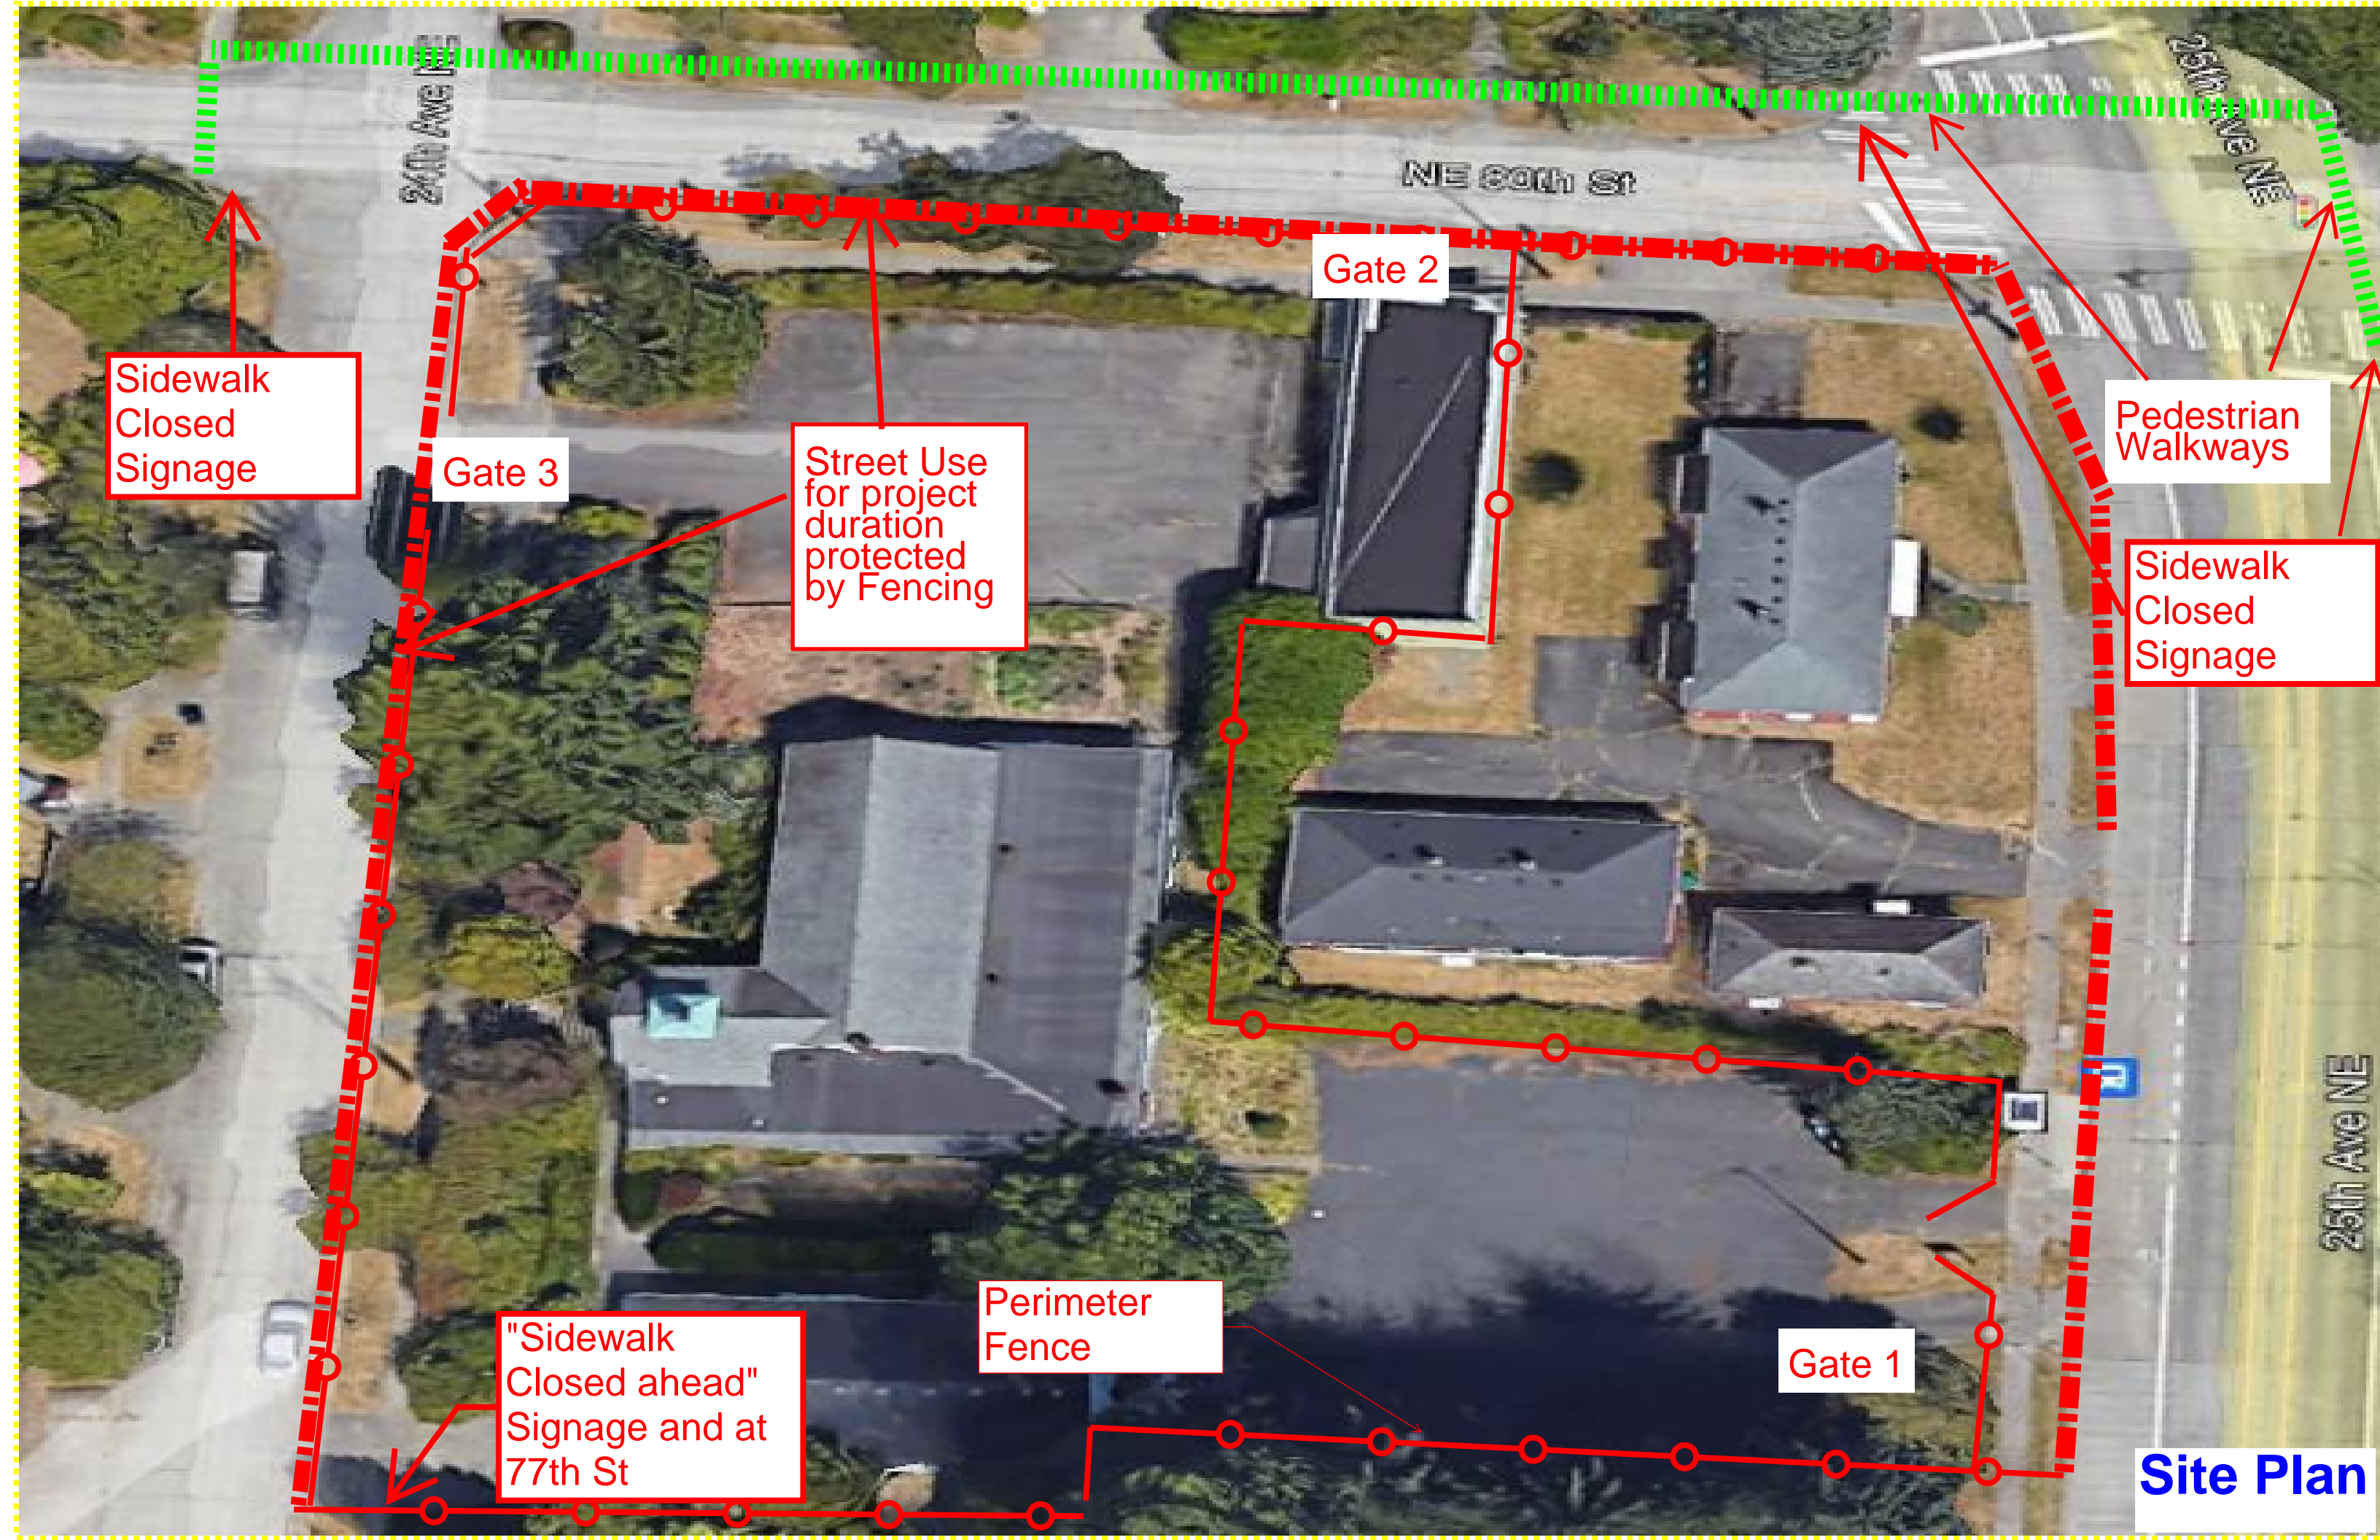 24th Ave NE
25th Ave NE
NE 80th St
Gate 2
Sidewalk
Closed
Signage
Pedestrian
Walkways
Gate 3
Street Use
for project
duration
protected
by Fencing
Sidewalk
Closed
Signage
25th Ave NE
"Sidewalk
Closed ahead"
Signage and at
77th St
Perimeter
Fence
Gate 1
Site Plan